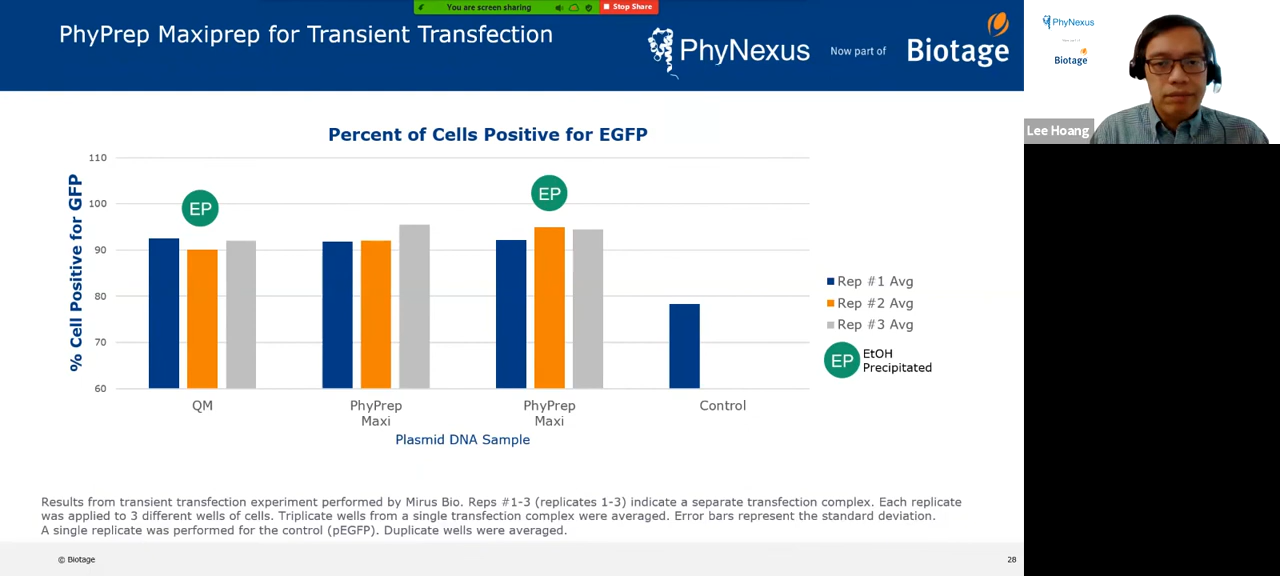 You are screen sharing
Stop Share
PhyPrep Maxiprep for Transient Transfection
PhyNexus
Now part of
Biotage
PhyNexus
Biotage
Lee Hoang
Percent of Cells Positive for EGFP
% Cell Positive for GFP
110
100
90
80
70
60
EP
EP
QM
PhyPrep
Maxi
PhyPrep
Maxi
Control
Plasmid DNA Sample
Rep #1 Avg
Rep #2 Avg
Rep #3 Avg
EP
EtOH
Precipitated
Results from transient transfection experiment performed by Mirus Bio. Reps #1-3 (replicates 1-3) indicate a separate transfection complex. Each replicate
was applied to 3 different wells of cells. Triplicate wells from a single transfection complex were averaged. Error bars represent the standard deviation.
A single replicate was performed for the control (pEGFP). Duplicate wells were averaged.
© Biotage
28